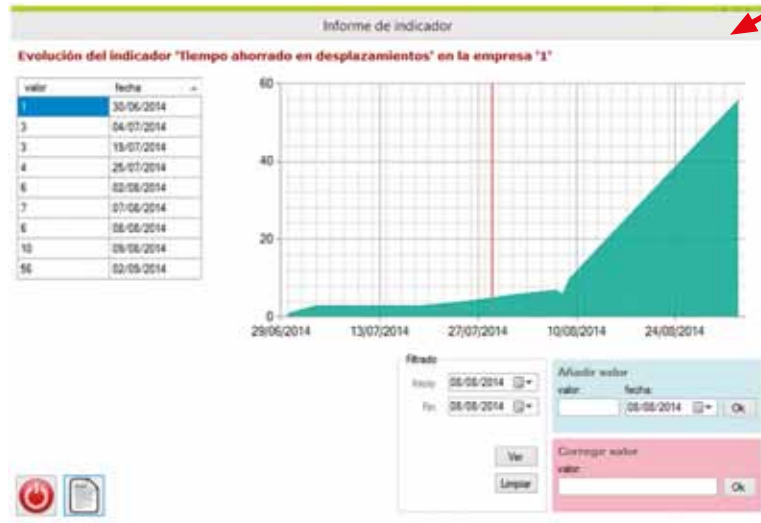 Informe de indicador
Evolución del indicador 'Tiempo ahorrado en desplazamientos' en la empresa '1'
valor fecha
1 30/06/2014
3 04/07/2014
3 19/07/2014
4 25/07/2014
6 02/08/2014
7 07/08/2014
6 08/08/2014
10 09/08/2014
56 02/09/2014
60
40
20
0
29/06/2014 13/07/2014 27/07/2014 10/08/2014 24/08/2014
Filtrado
Inicio 08/08/2014
Fin 08/08/2014
Ver
Limpiar
Añadir valor
valor: fecha:
08/08/2014 Ok
Corregir valor
valor:
Ok